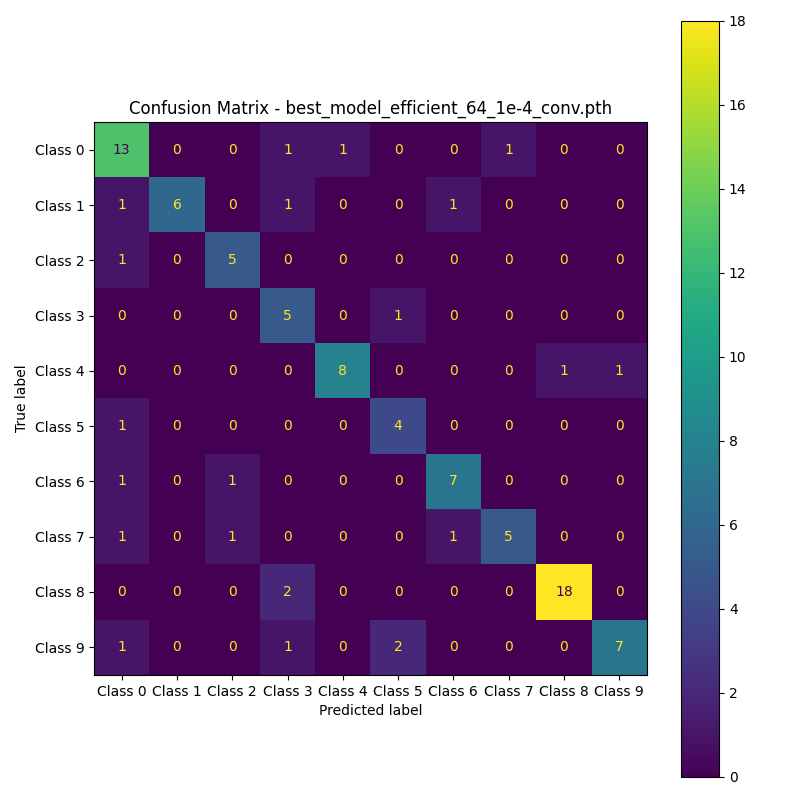 Confusion Matrix - best_model_efficient_64_1e-4_conv.pth
Class 0 13 0 0 1 1 0 0 1 0 0
Class 1 1 6 0 1 0 0 1 0 0 0
Class 2 1 0 5 0 0 0 0 0 0 0
Class 3 0 0 0 5 0 1 0 0 0 0
Class 4 0 0 0 0 8 0 0 0 1 1
Class 5 1 0 0 0 0 4 0 0 0 0
Class 6 1 0 1 0 0 0 7 0 0 0
Class 7 1 0 1 0 0 0 1 5 0 0
Class 8 0 0 0 2 0 0 0 0 18 0
Class 9 1 0 0 1 0 2 0 0 0 7
Class 0 Class 1 Class 2 Class 3 Class 4 Class 5 Class 6 Class 7 Class 8 Class 9
Predicted label
True label
18
16
14
12
10
8
6
4
2
0